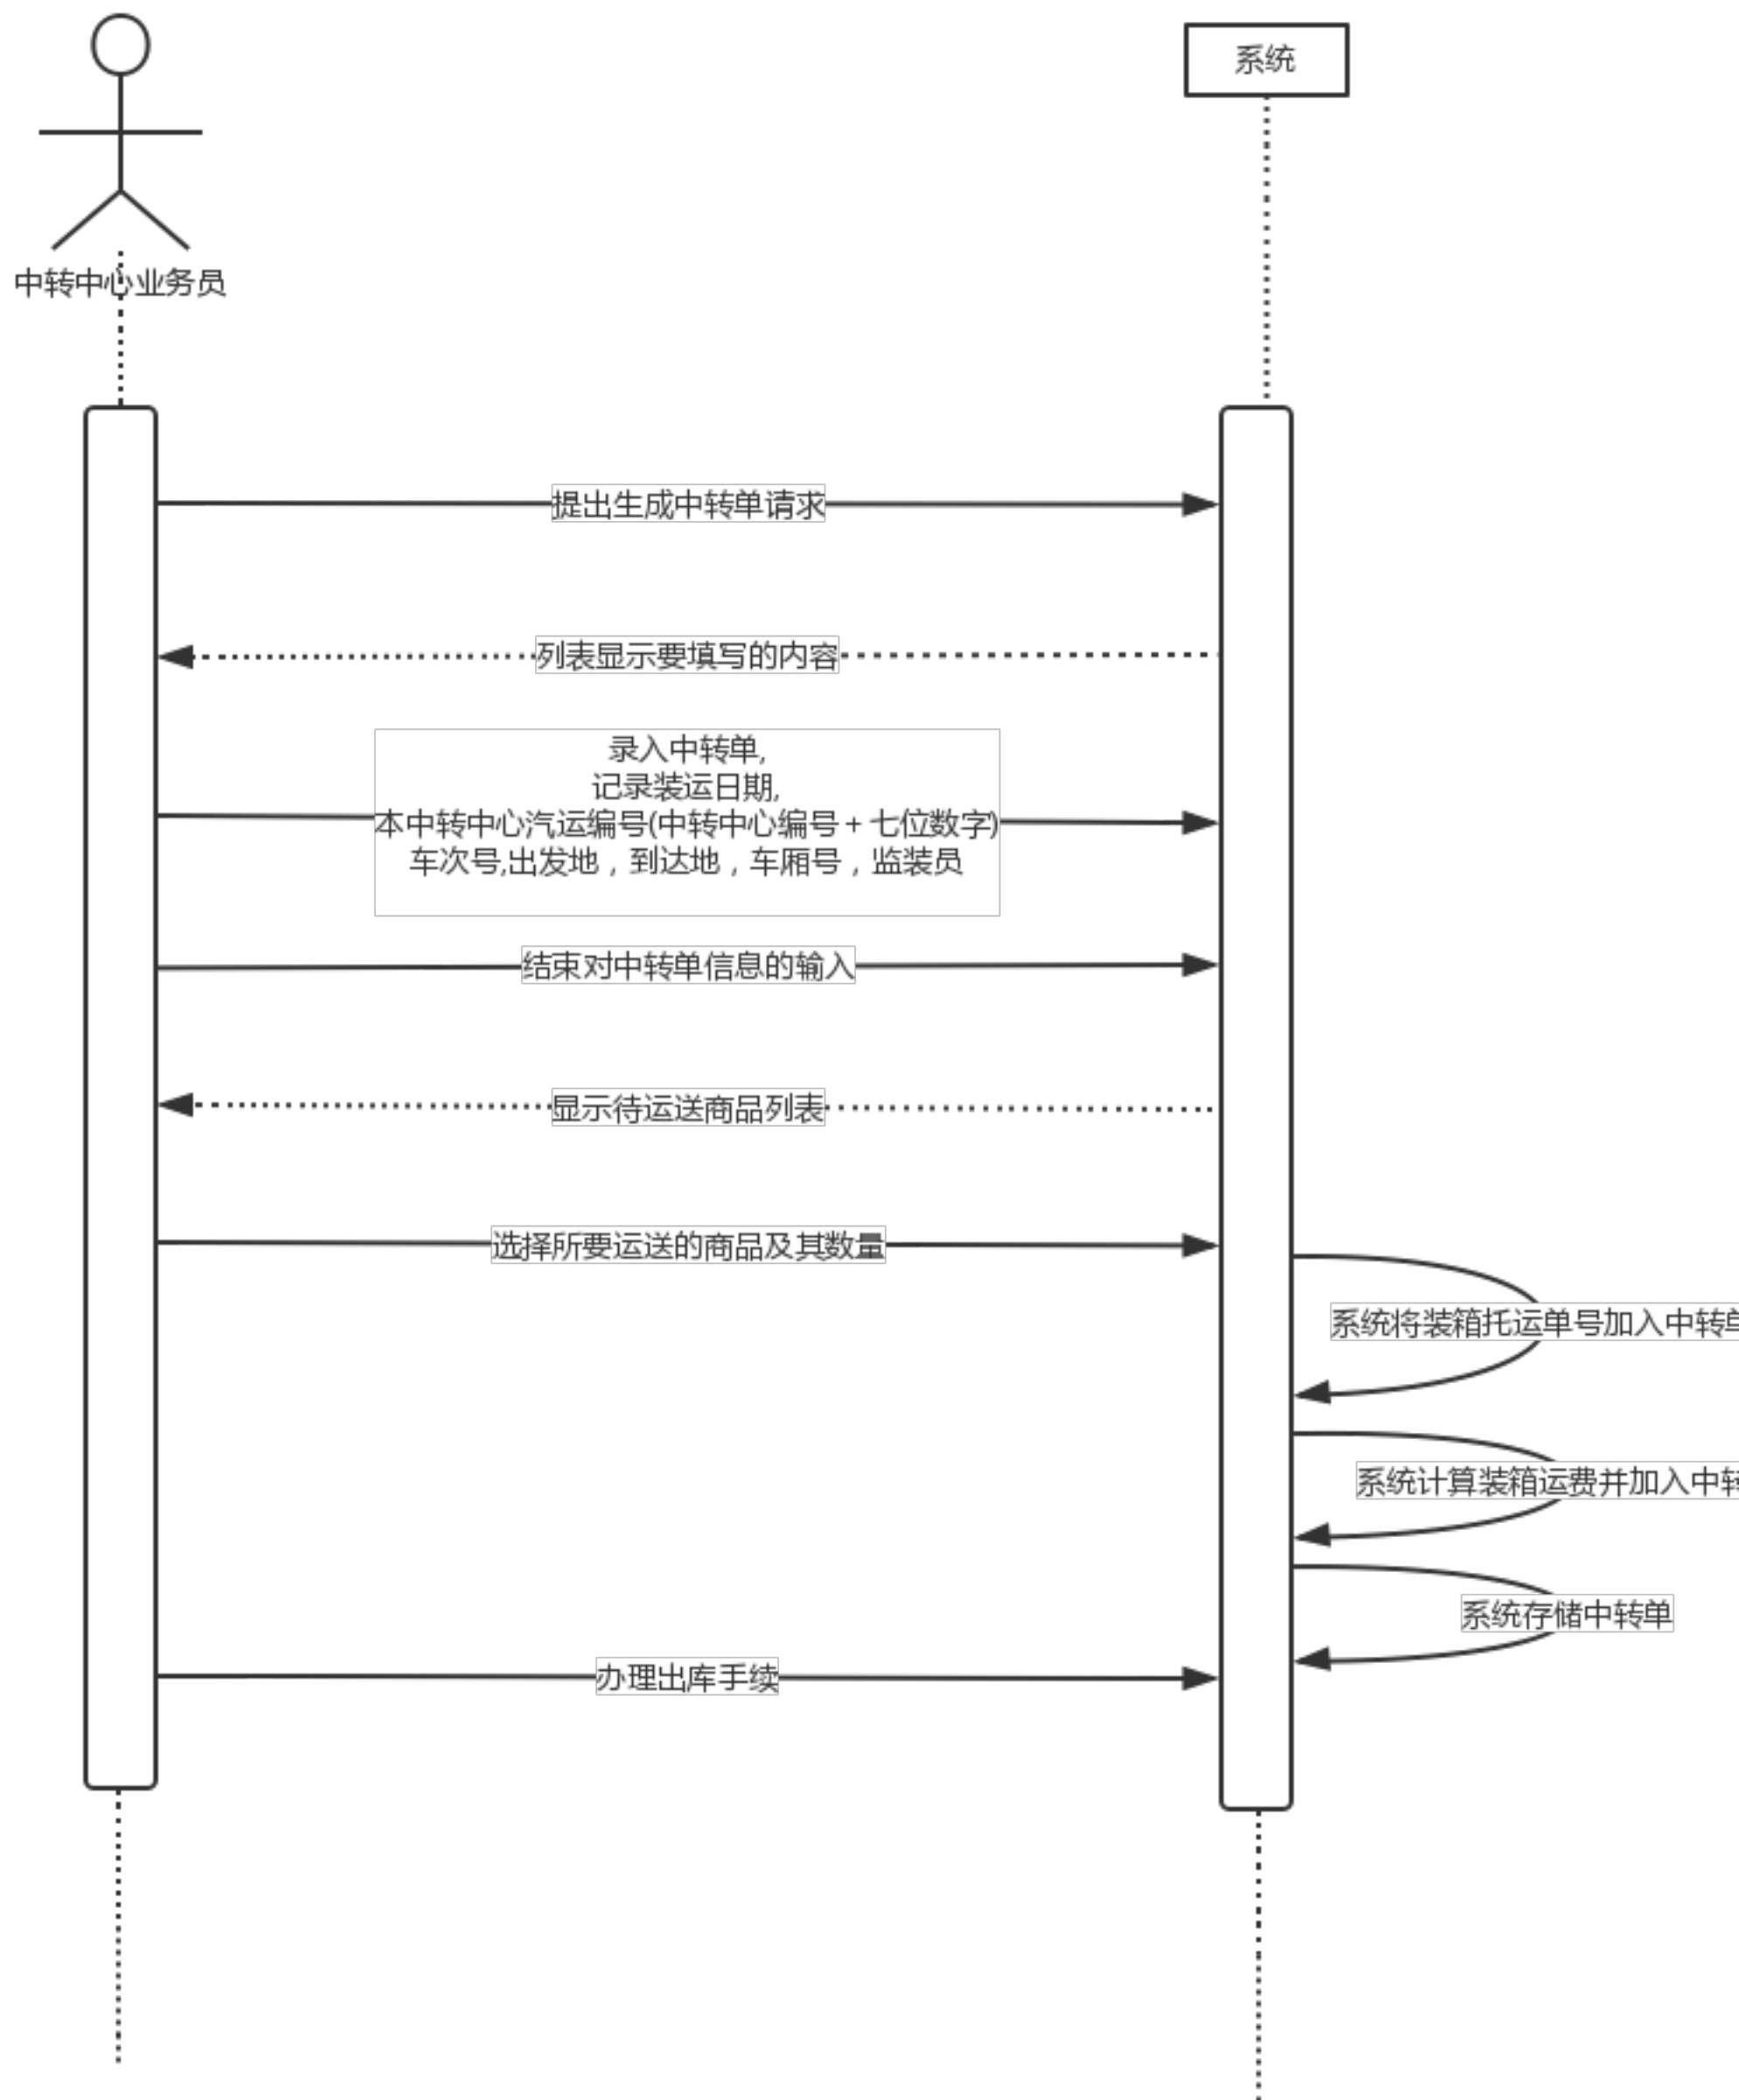 系统
中转中心业务员
提出生成中转单请求
列表显示要填写的内容
录入中转单,
记录装运日期,
本中转中心汽运编号(中转中心编号+七位数字)
车次号,出发地，到达地，车厢号，监装员
结束对中转单信息的输入
显示待运送商品列表
选择所要运送的商品及其数量
系统将装箱托运单号加入中转单
系统计算装箱运费并加入中转
系统存储中转单
办理出库手续